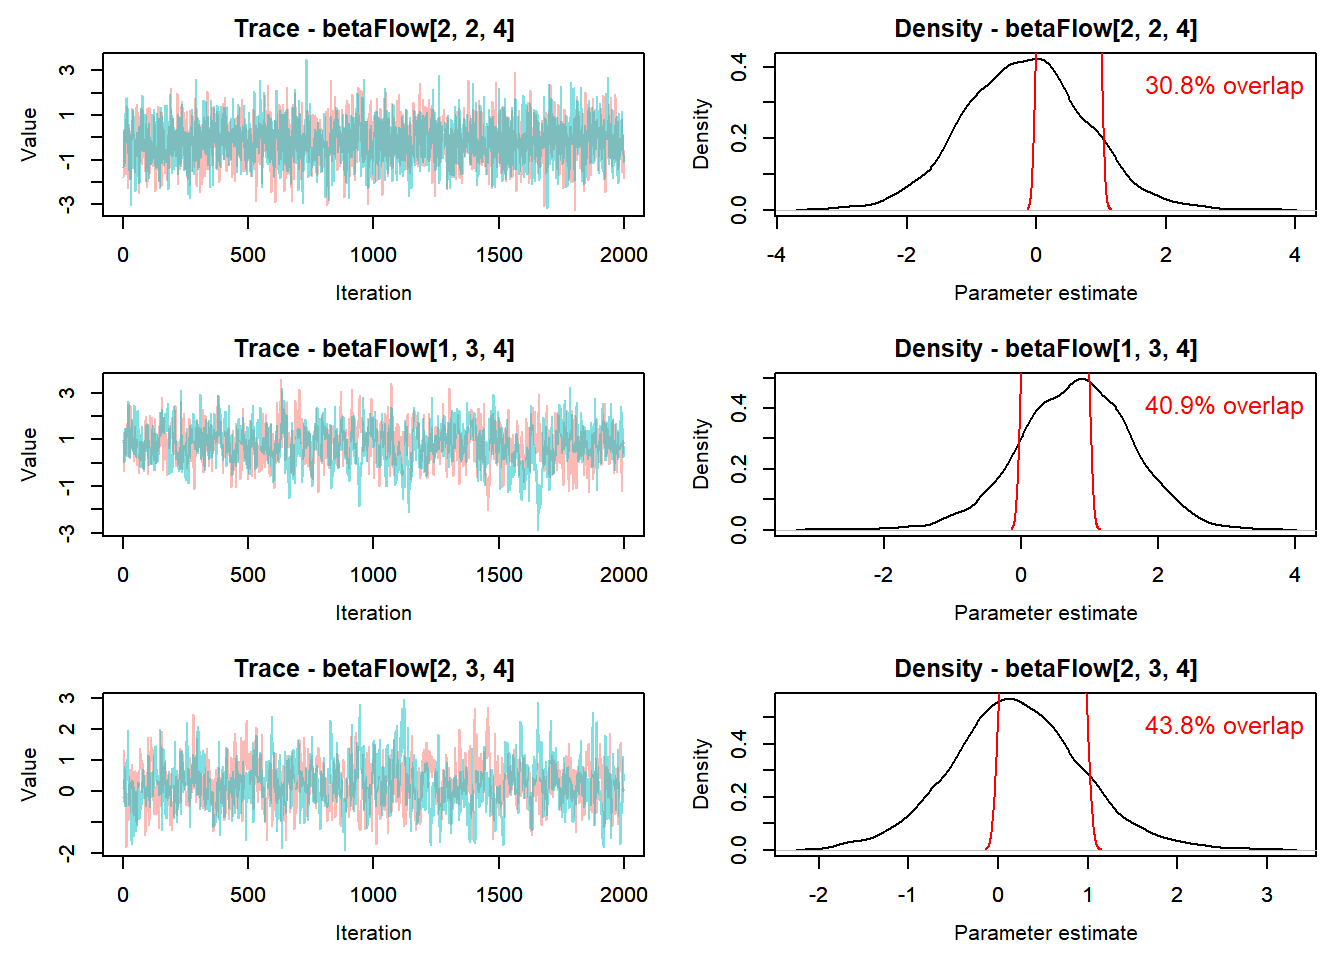 Trace - betaFlow[2, 2, 4]
Value
3
1
-1
-3
0 500 1000 1500 2000
Iteration
Density - betaFlow[2, 2, 4]
Density
0.4
0.2
0.0
30.8% overlap
-4 -2 0 2 4
Parameter estimate
Trace - betaFlow[1, 3, 4]
Value
3
1
-1
-3
0 500 1000 1500 2000
Iteration
Density - betaFlow[1, 3, 4]
Density
0.4
0.2
0.0
40.9% overlap
-2 0 2 4
Parameter estimate
Trace - betaFlow[2, 3, 4]
Value
3
2
1
0
-2
0 500 1000 1500 2000
Iteration
Density - betaFlow[2, 3, 4]
Density
0.4
0.2
0.0
43.8% overlap
-2 -1 0 1 2 3
Parameter estimate